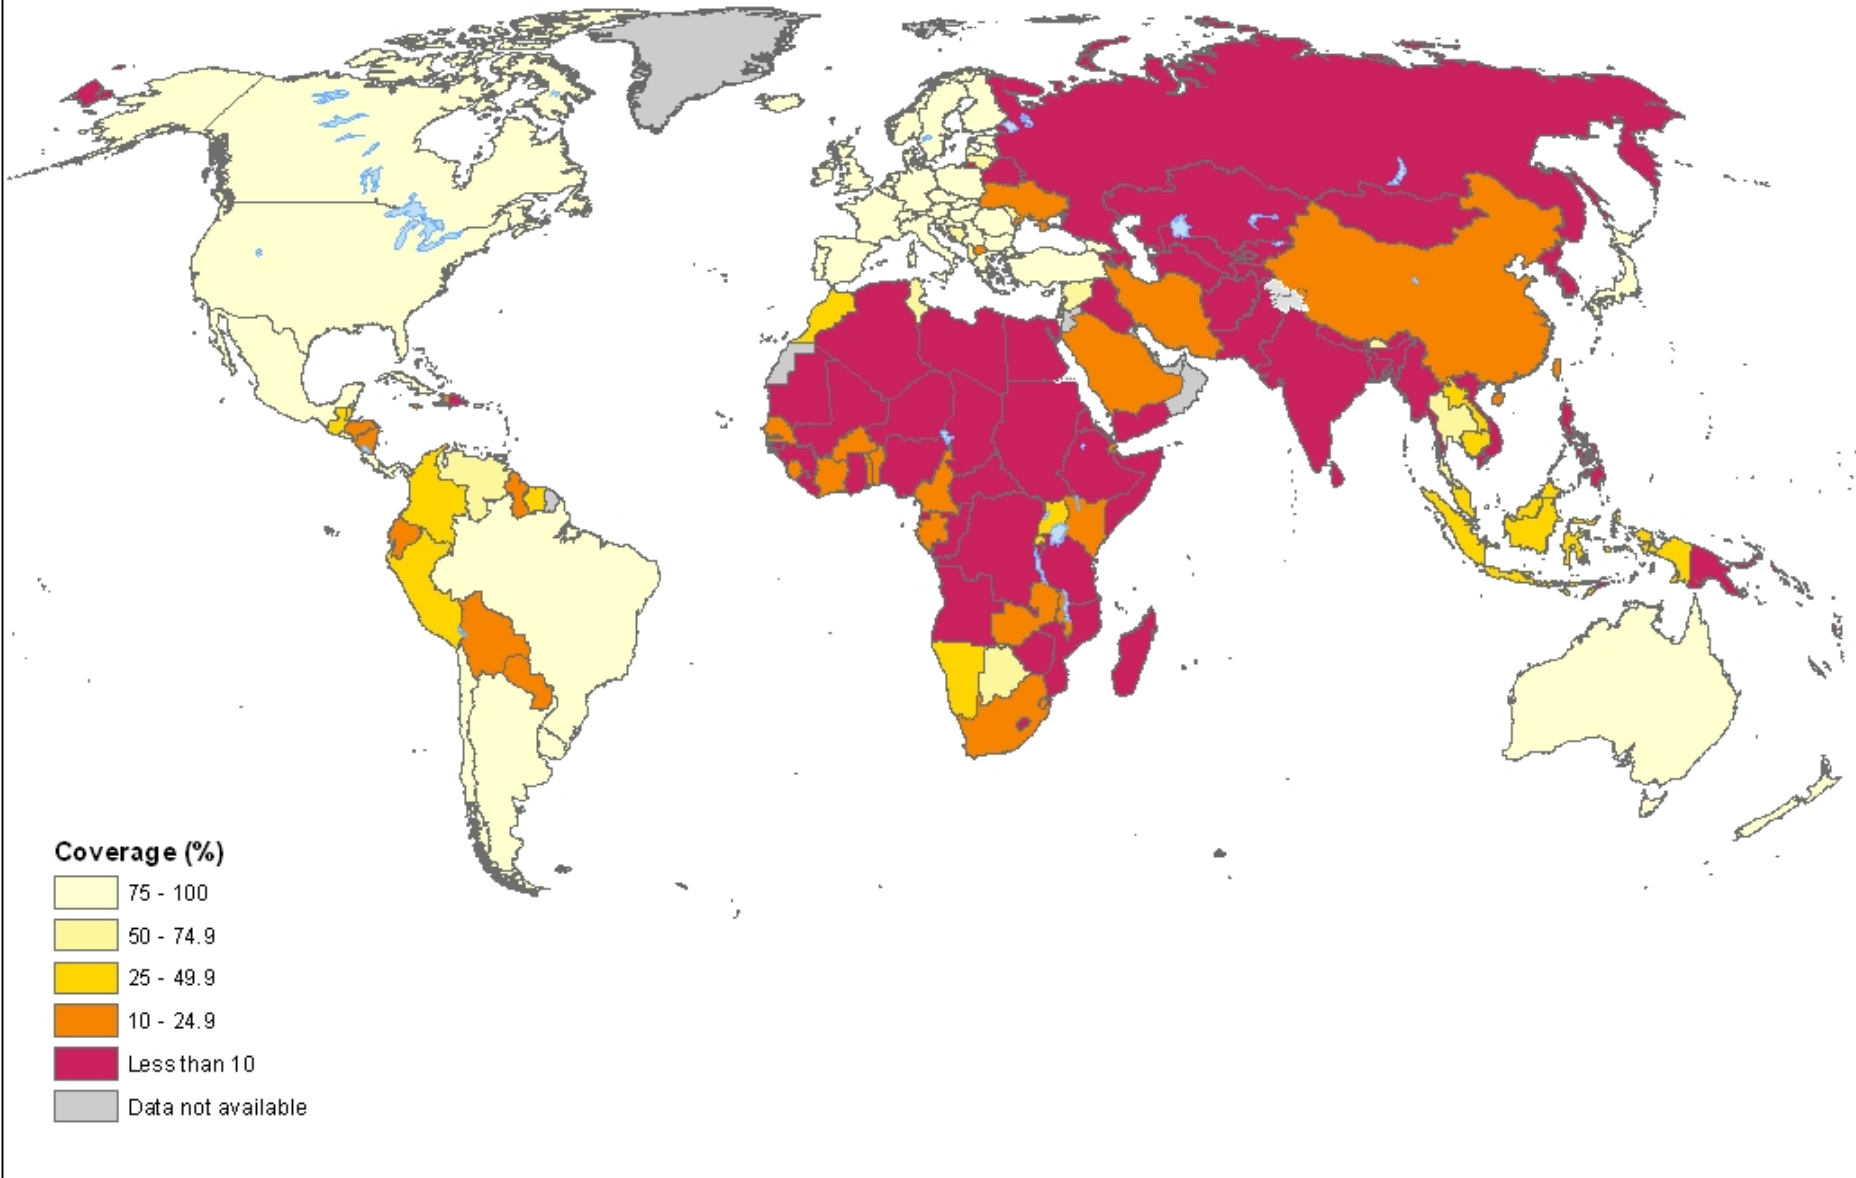 Coverage (%)
75 - 100
50 - 74.9
25 - 49.9
10 - 24.9
Less than 10
Data not available